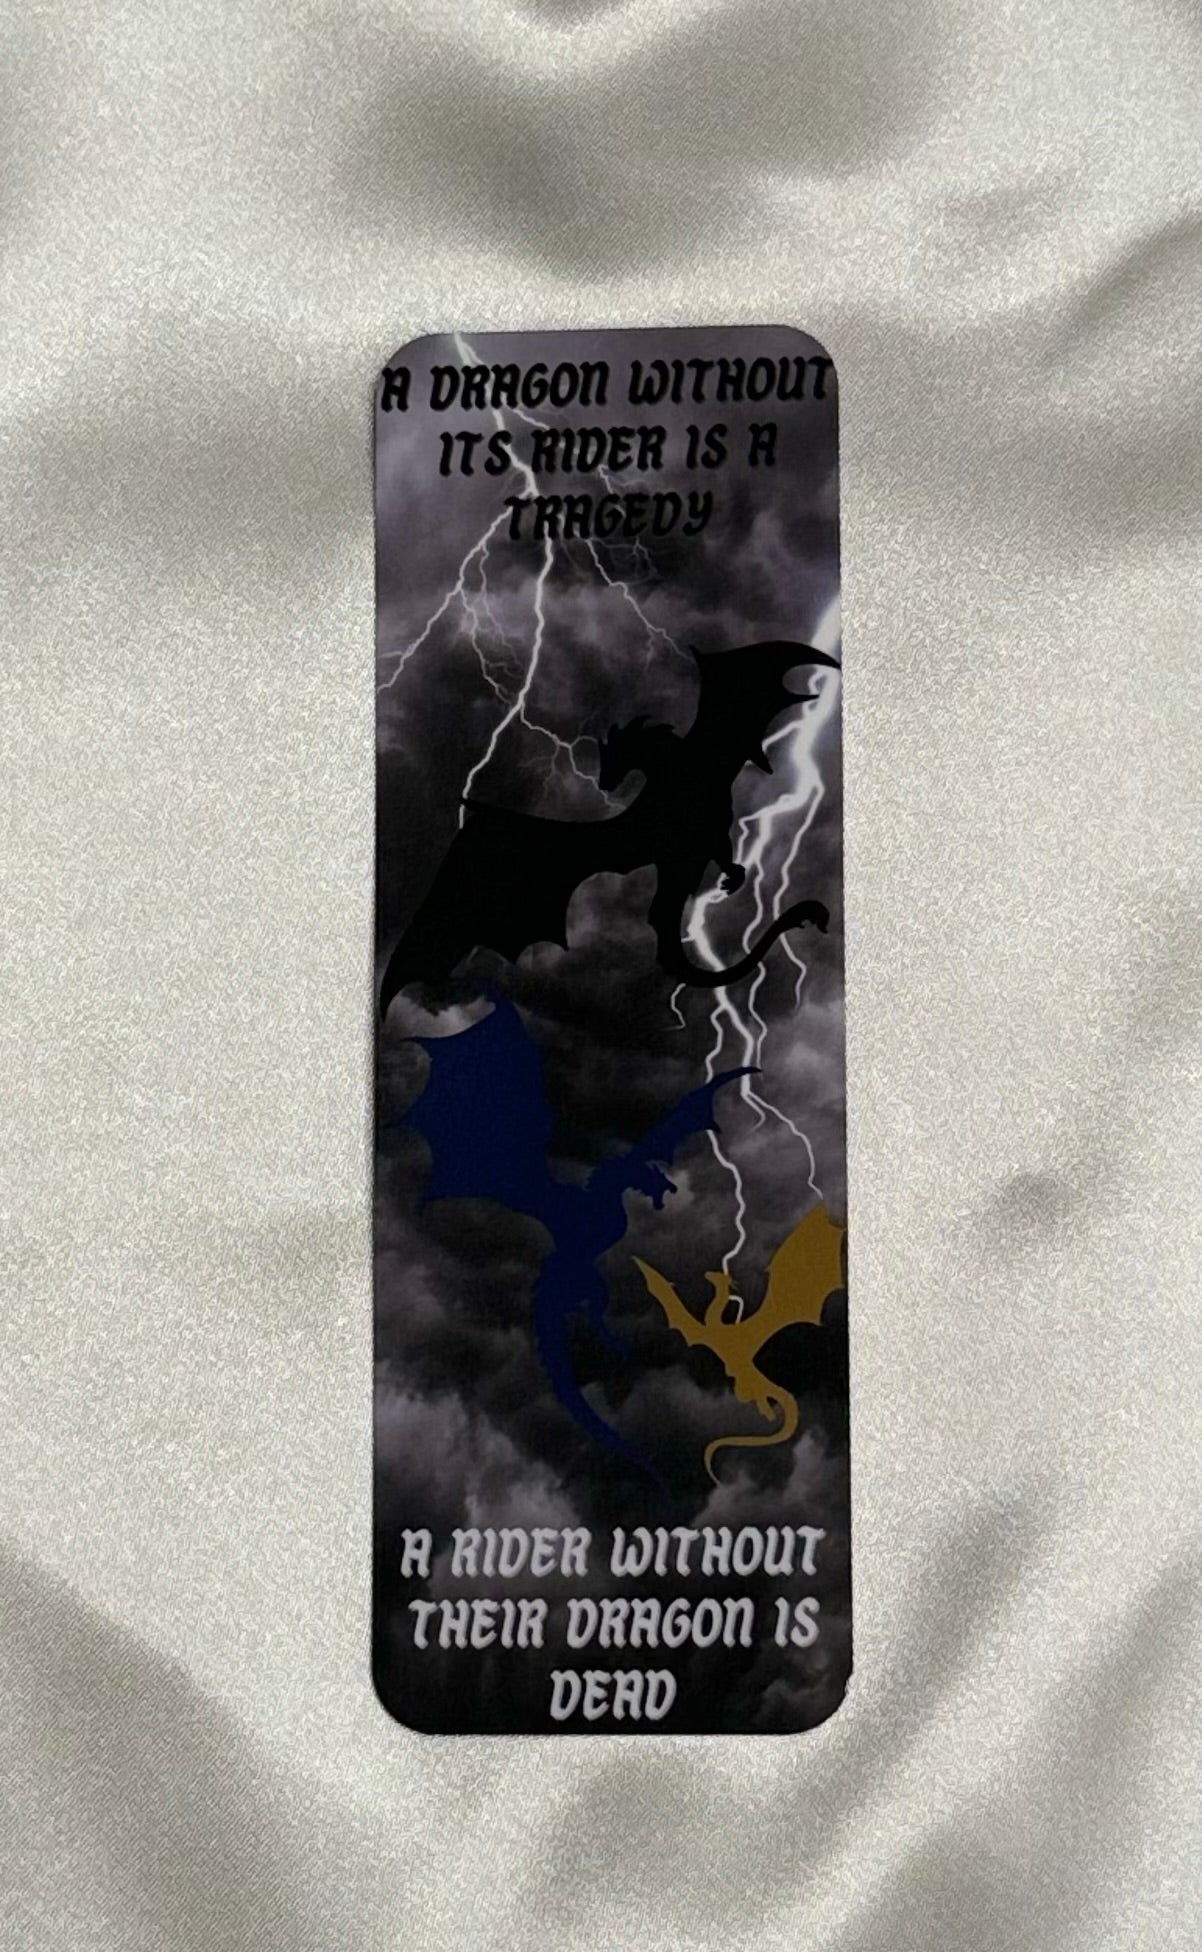 A DRAGON WITHOUT
ITS RIDER IS A
TRAGEDY
A RIDER WITHOUT
THEIR DRAGON IS
DEAD